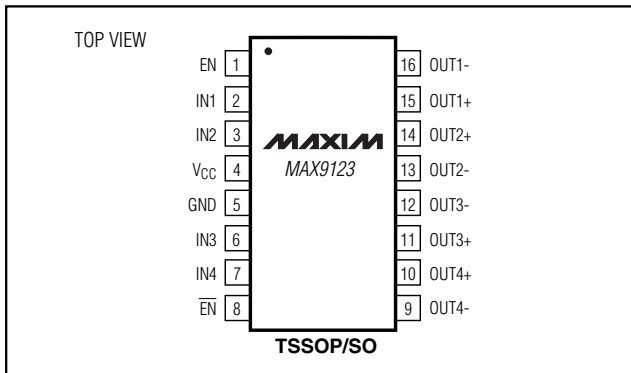 TOP VIEW
EN 1
IN1 2
IN2 3
VCC 4
GND 5
IN3 6
IN4 7
E̅N̅ 8
MAXIM
MAX9123
16 OUT1-
15 OUT1+
14 OUT2+
13 OUT2-
12 OUT3-
11 OUT3+
10 OUT4+
9 OUT4-
TSSOP/SO